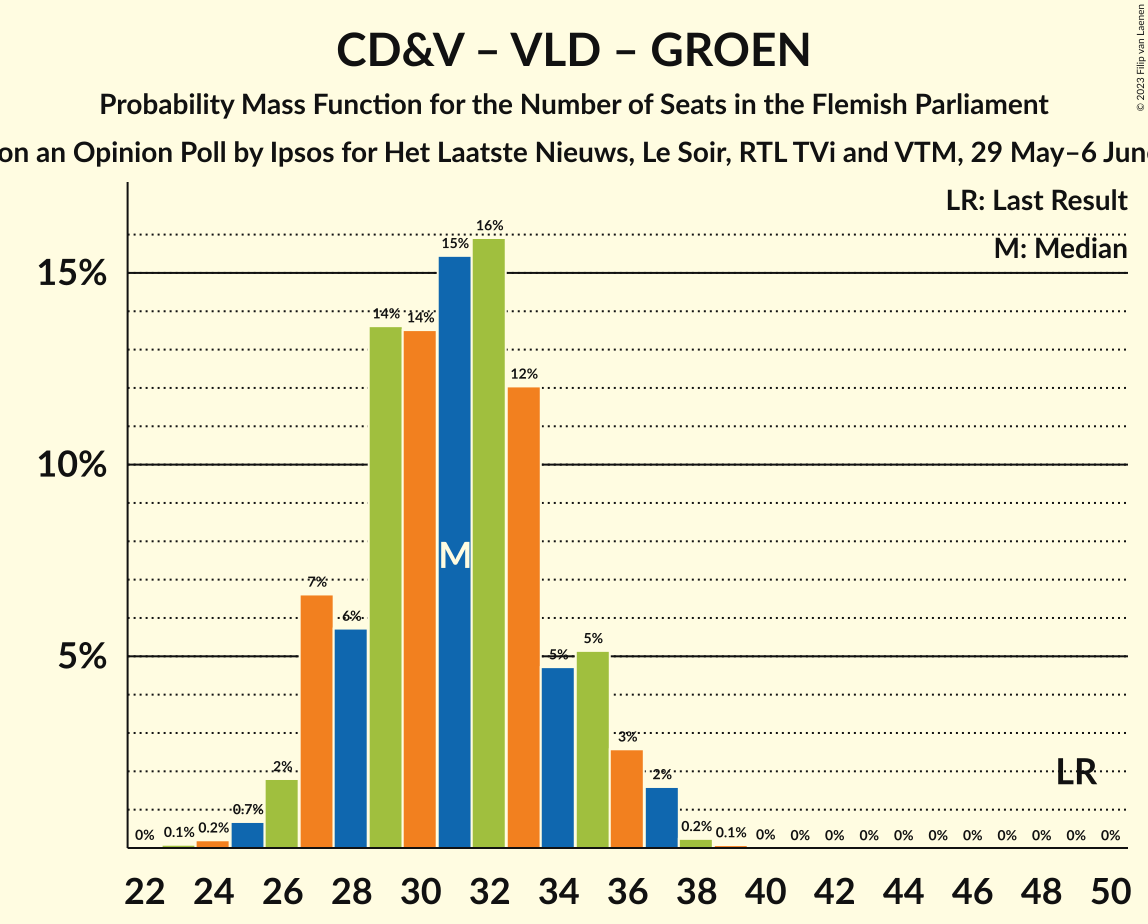 CD&V – VLD – GROEN
Probability Mass Function for the Number of Seats in the Flemish Parliament
on an Opinion Poll by Ipsos for Het Laatste Nieuws, Le Soir, RTL TVi and VTM, 29 May–6 June
© 2023 Filip van Laenen
LR: Last Result
M: Median
15%
10%
5%
0% 0.1% 0.2% 0.7% 2% 7% 6% 14% 14% 15% 16% 12% 5% 5% 3% 2% 0.2% 0.1% 0% 0% 0% 0% 0% 0% 0% 0% 0% 0% 0%
M
LR
22 24 26 28 30 32 34 36 38 40 42 44 46 48 50